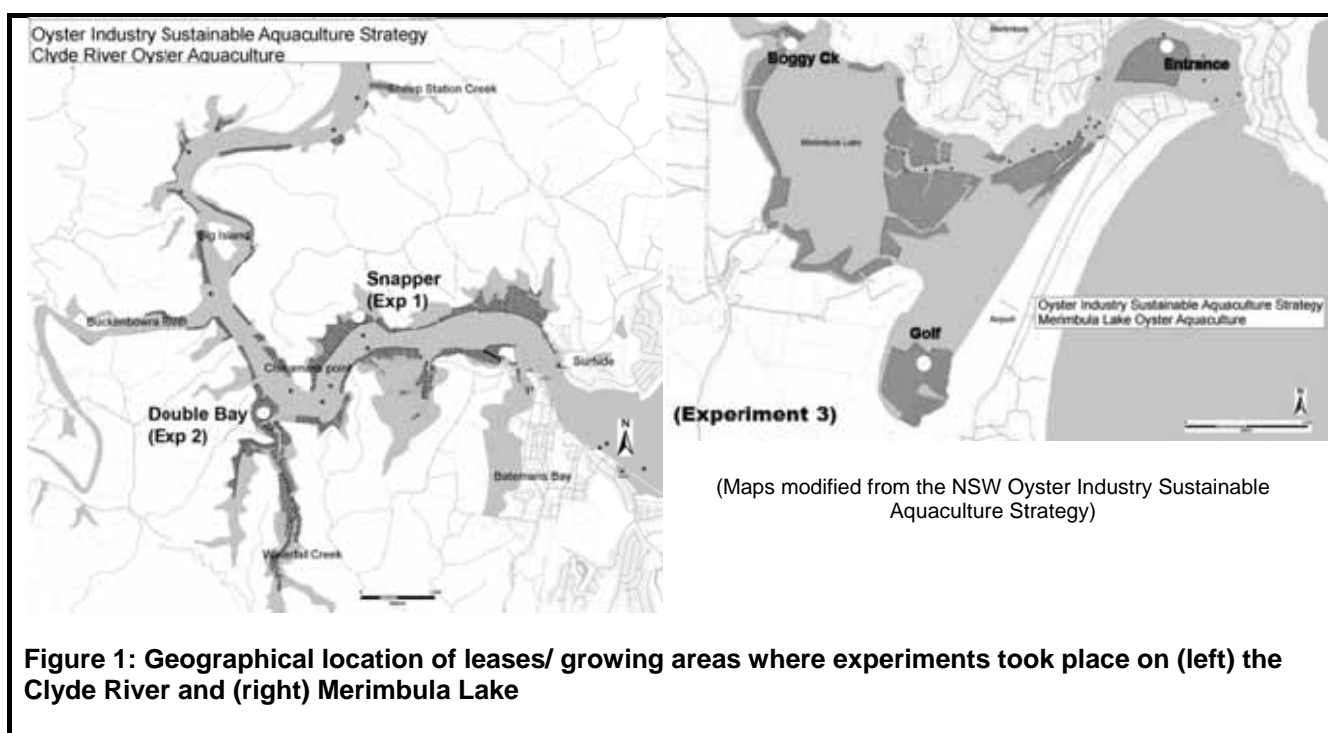 Oyster Industry Sustainable Aquaculture Strategy
Clyde River Oyster Aquaculture
Sheep Station Creek
Big Island
Snapper
(Exp 1)
Buckenbowra River
Chinamans point
Surfside
Double Bay
(Exp 2)
N
Batemans Bay
Waterfall Creek
Merimbula
Boggy Ck
Entrance
Merimbula Lake
Oyster Industry Sustainable Aquaculture Strategy
Airport
Merimbula Lake Oyster Aquaculture
Golf
N
(Experiment 3)
(Maps modified from the NSW Oyster Industry Sustainable
Aquaculture Strategy)
Figure 1: Geographical location of leases/ growing areas where experiments took place on (left) the
Clyde River and (right) Merimbula Lake